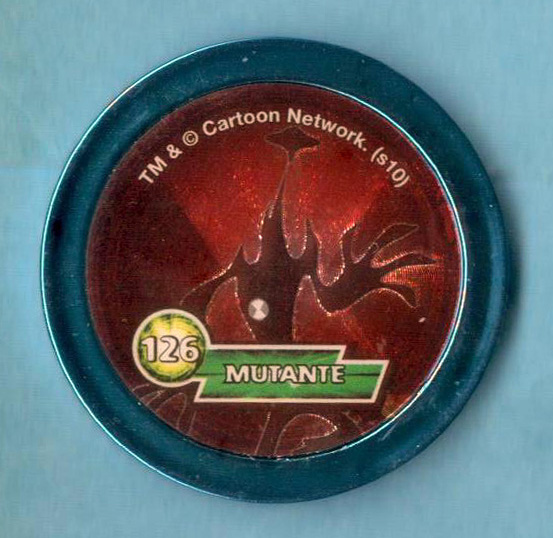 TM & © Cartoon Network. (s10)
126
MUTANTE